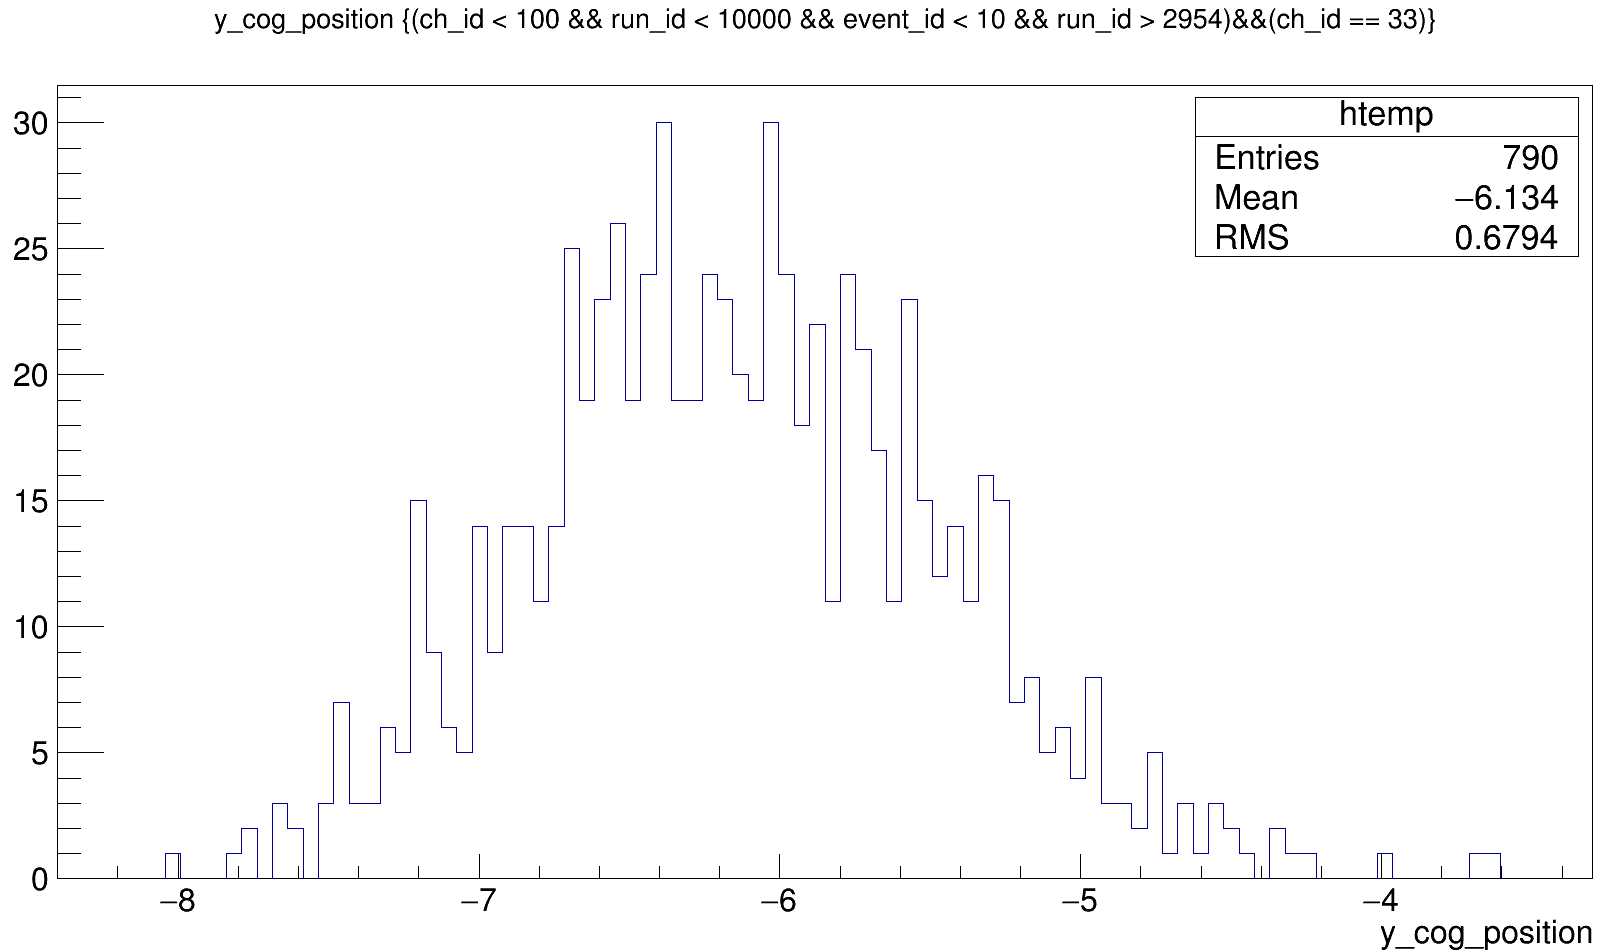 y_cog_position {(ch_id < 100 && run_id < 10000 && event_id < 10 && run_id > 2954)&&(ch_id == 33)}
htemp
Entries 790
Mean −6.134
RMS 0.6794
30
25
20
15
10
5
0
−8 −7 −6 −5 −4
y_cog_position